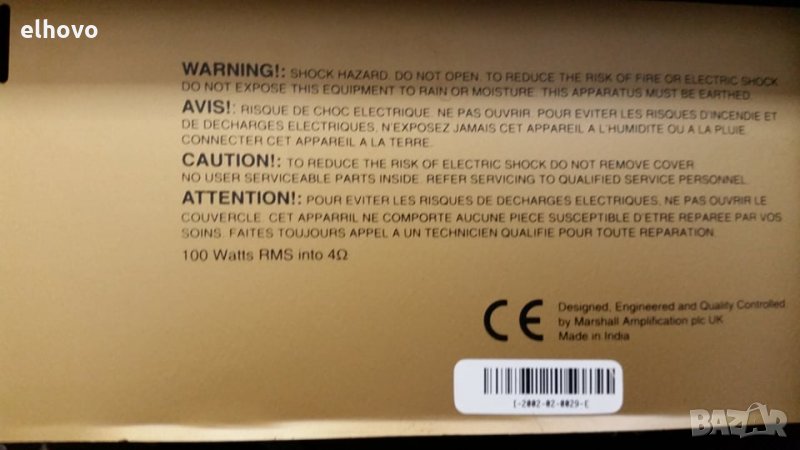 elhovo
WARNING!: SHOCK HAZARD. DO NOT OPEN. TO REDUCE THE RISK OF FIRE OR ELECTRIC SHOCK
DO NOT EXPOSE THIS EQUIPMENT TO RAIN OR MOISTURE. THIS APPARATUS MUST BE EARTHED.
AVIS!: RISQUE DE CHOC ELECTRIQUE. NE PAS OUVRIR. POUR EVITER LES RISQUES D'INCENDIE ET
DE DECHARGES ELECTRIQUES, N'EXPOSEZ JAMAIS CET APPAREIL A L'HUMIDITE OU A LA PLUIE.
CONNECTER CET APPAREIL A LA TERRE.
CAUTION!: TO REDUCE THE RISK OF ELECTRIC SHOCK DO NOT REMOVE COVER.
NO USER SERVICEABLE PARTS INSIDE. REFER SERVICING TO QUALIFIED SERVICE PERSONNEL.
ATTENTION!: POUR EVITER LES RISQUES DE DECHARGES ELECTRIQUES, NE PAS OUVRIR LE
COUVERCLE. CET APPARRIL NE COMPORTE AUCUNE PIECE SUSCEPTIBLE D'ETRE REPAREE PAR VOS
SOINS. FAITES TOUJOURS APPEL A UN TECHNICIEN QUALIFIE POUR TOUTE REPARATION.
100 Watts RMS into 4Ω
CE
Designed, Engineered and Quality Controlled
by Marshall Amplification plc UK
Made in India
I-2002-02-0029-E
BAZAR